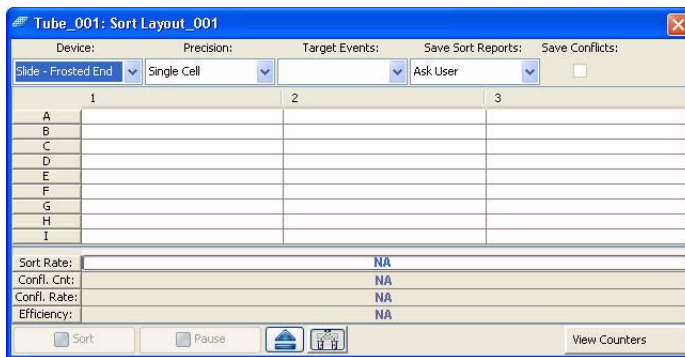 Tube_001: Sort Layout_001
Device: Precision: Target Events: Save Sort Reports: Save Conflicts:
Slide - Frosted End Single Cell Ask User
1 2 3
A
B
C
D
E
F
G
H
I
Sort Rate: NA
Confl. Cnt: NA
Confl. Rate: NA
Efficiency: NA
Sort Pause View Counters